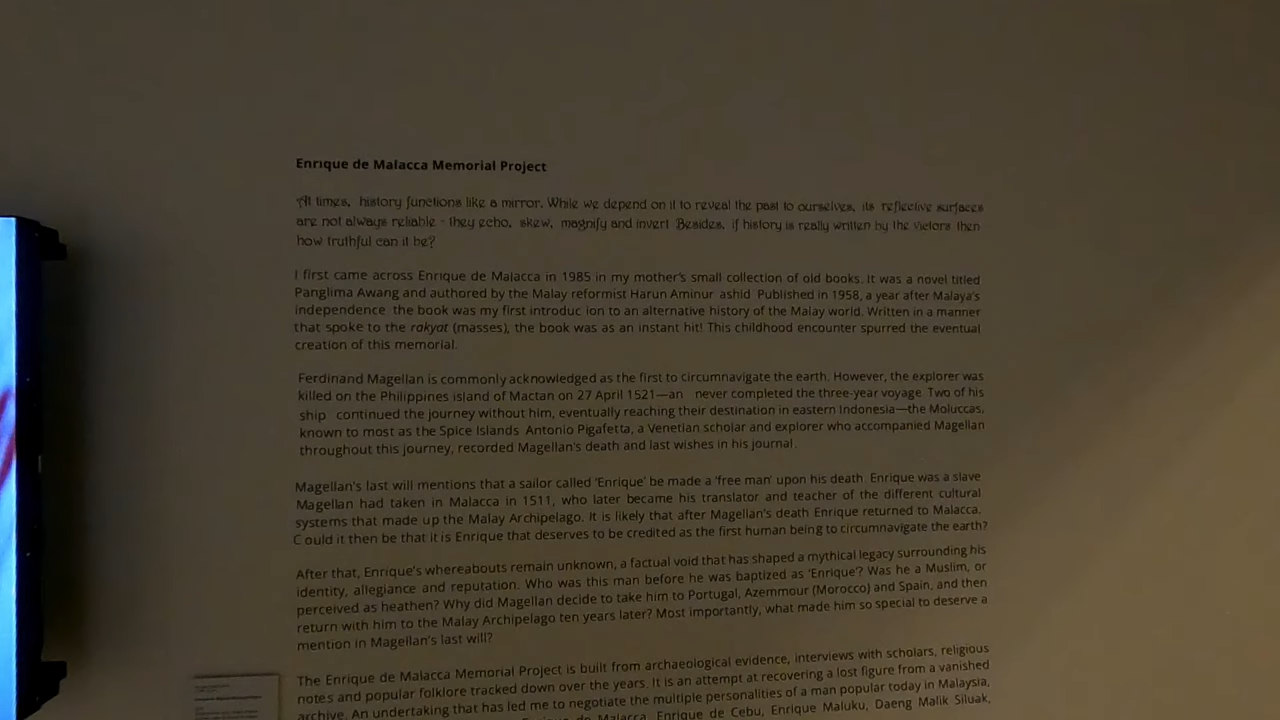 Enrique de Malacca Memorial Project
At times, history functions like a mirror. While we depend on it to reveal the past to ourselves, its reflective surfaces
are not always reliable - they echo, skew, magnify and invert Besides, if history is really written by the victors then
how truthful can it be?
I first came across Enrique de Malacca in 1985 in my mother's small collection of old books. It was a novel titled
Panglima Awang and authored by the Malay reformist Harun Aminur ashid Published in 1958, a year after Malaya's
independence the book was my first introduc ion to an alternative history of the Malay world. Written in a manner
that spoke to the rakyat (masses), the book was as an instant hit! This childhood encounter spurred the eventual
creation of this memorial.
Ferdinand Magellan is commonly acknowledged as the first to circumnavigate the earth. However, the explorer was
killed on the Philippines island of Mactan on 27 April 1521—an never completed the three-year voyage. Two of his
ship continued the journey without him, eventually reaching their destination in eastern Indonesia—the Moluccas,
known to most as the Spice Islands Antonio Pigafetta, a Venetian scholar and explorer who accompanied Magellan
throughout this journey, recorded Magellan's death and last wishes in his journal.
Magellan's last will mentions that a sailor called 'Enrique' be made a 'free man' upon his death. Enrique was a slave
Magellan had taken in Malacca in 1511, who later became his translator and teacher of the different cultural
systems that made up the Malay Archipelago. It is likely that after Magellan's death Enrique returned to Malacca.
C ould it then be that it is Enrique that deserves to be credited as the first human being to circumnavigate the earth?
After that, Enrique's whereabouts remain unknown, a factual void that has shaped a mythical legacy surrounding his
identity, allegiance and reputation. Who was this man before he was baptized as 'Enrique'? Was he a Muslim, or
perceived as heathen? Why did Magellan decide to take him to Portugal, Azemmour (Morocco) and Spain, and then
return with him to the Malay Archipelago ten years later? Most importantly, what made him so special to deserve a
mention in Magellan's last will?
The Enrique de Malacca Memorial Project is built from archaeological evidence, interviews with scholars, religious
notes and popular folklore tracked down over the years. It is an attempt at recovering a lost figure from a vanished
archive. An undertaking that has led me to negotiate the multiple personalities of a man popular today in Malaysia,
de Malacca, Enrique de Cebu, Enrique Maluku, Daeng Malik Siluak,